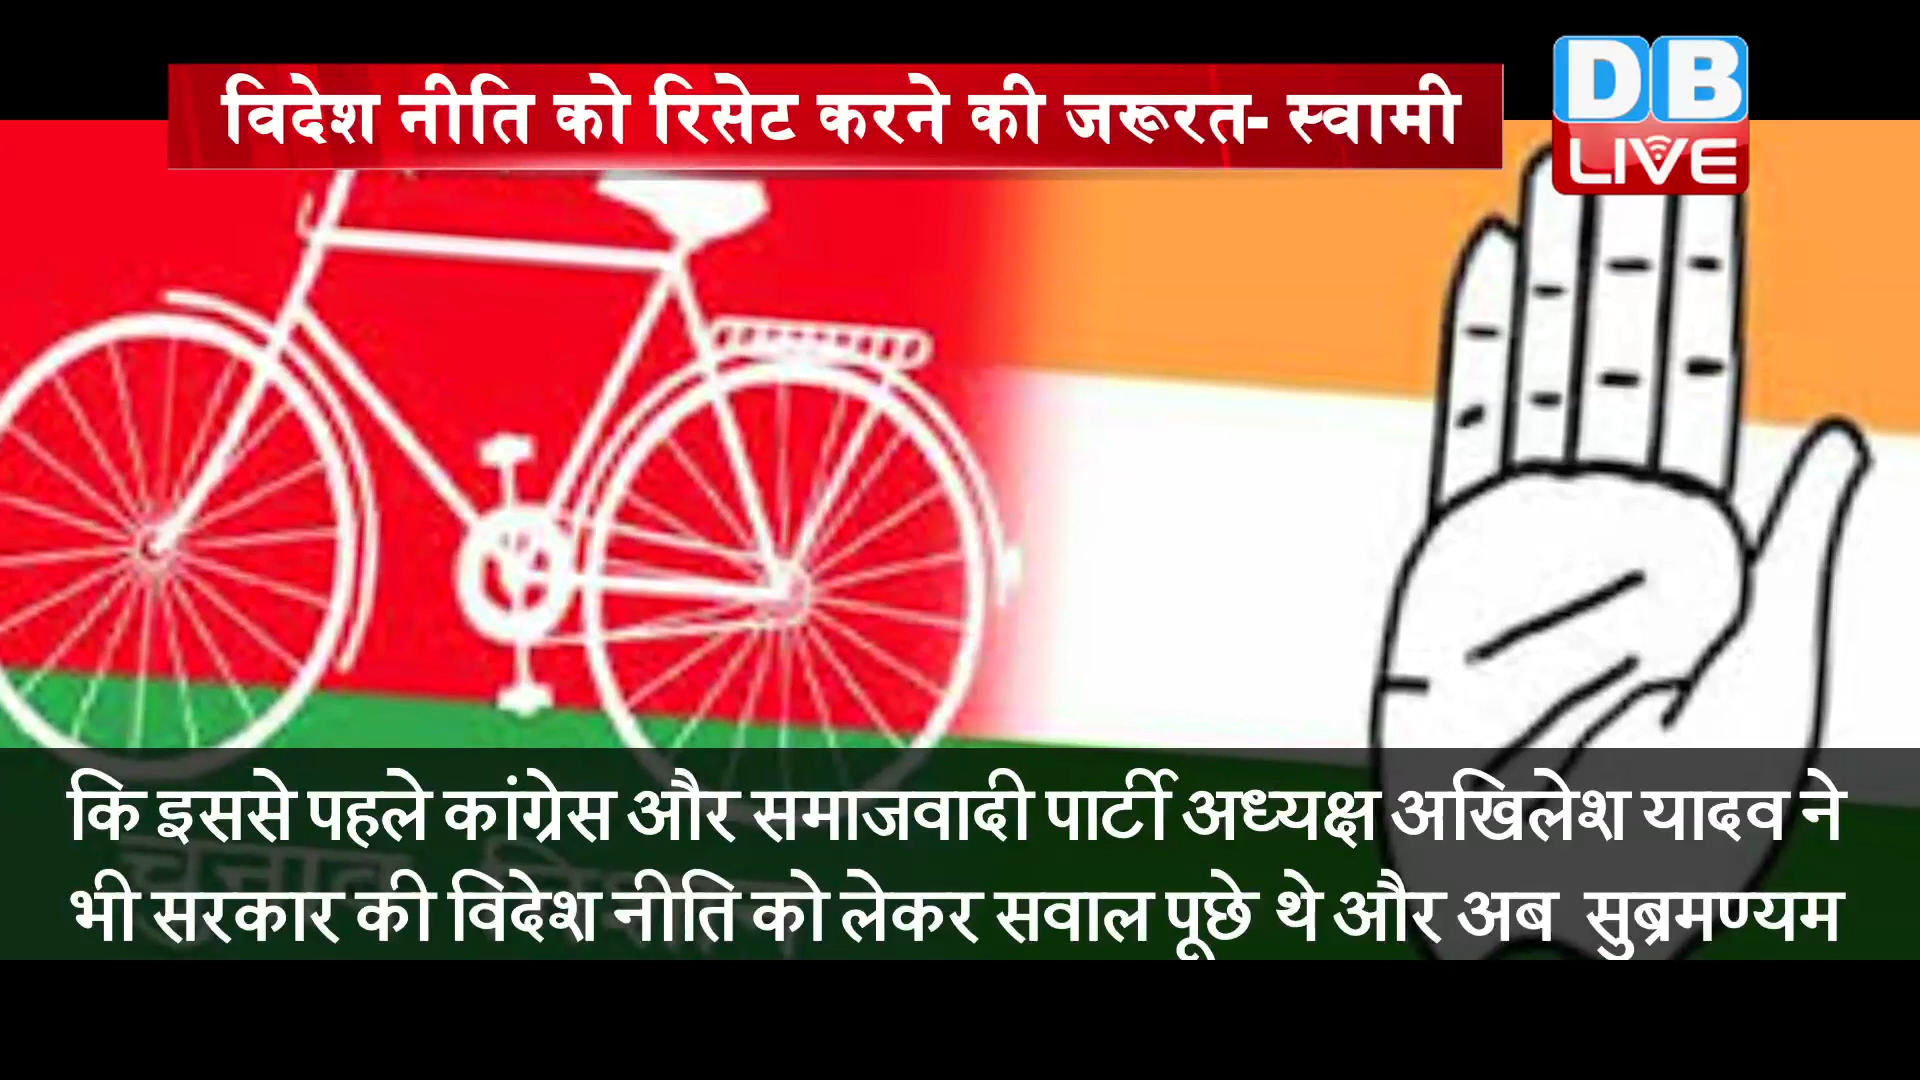 विदेश नीति को रिसेट करने की जरूरत- स्वामी
DB
LIVE
कि इससे पहले कांग्रेस और समाजवादी पार्टी अध्यक्ष अखिलेश यादव ने
भी सरकार की विदेश नीति को लेकर सवाल पूछे थे और अब सुब्रमण्यम